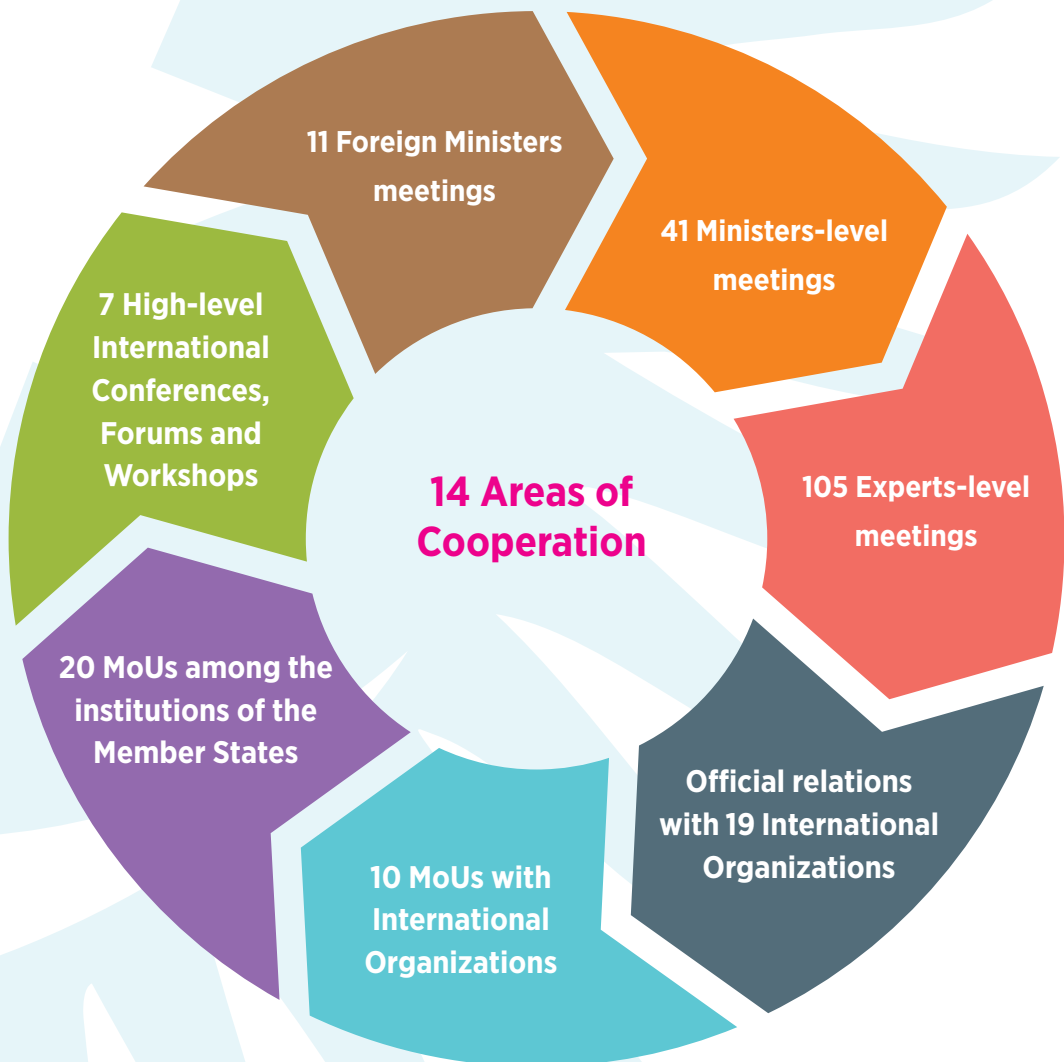 11 Foreign Ministers
meetings
41 Ministers-level
meetings
105 Experts-level
meetings
Official relations
with 19 International
Organizations
10 MoUs with
International
Organizations
20 MoUs among the
institutions of the
Member States
7 High-level
International
Conferences,
Forums and
Workshops
14 Areas of
Cooperation